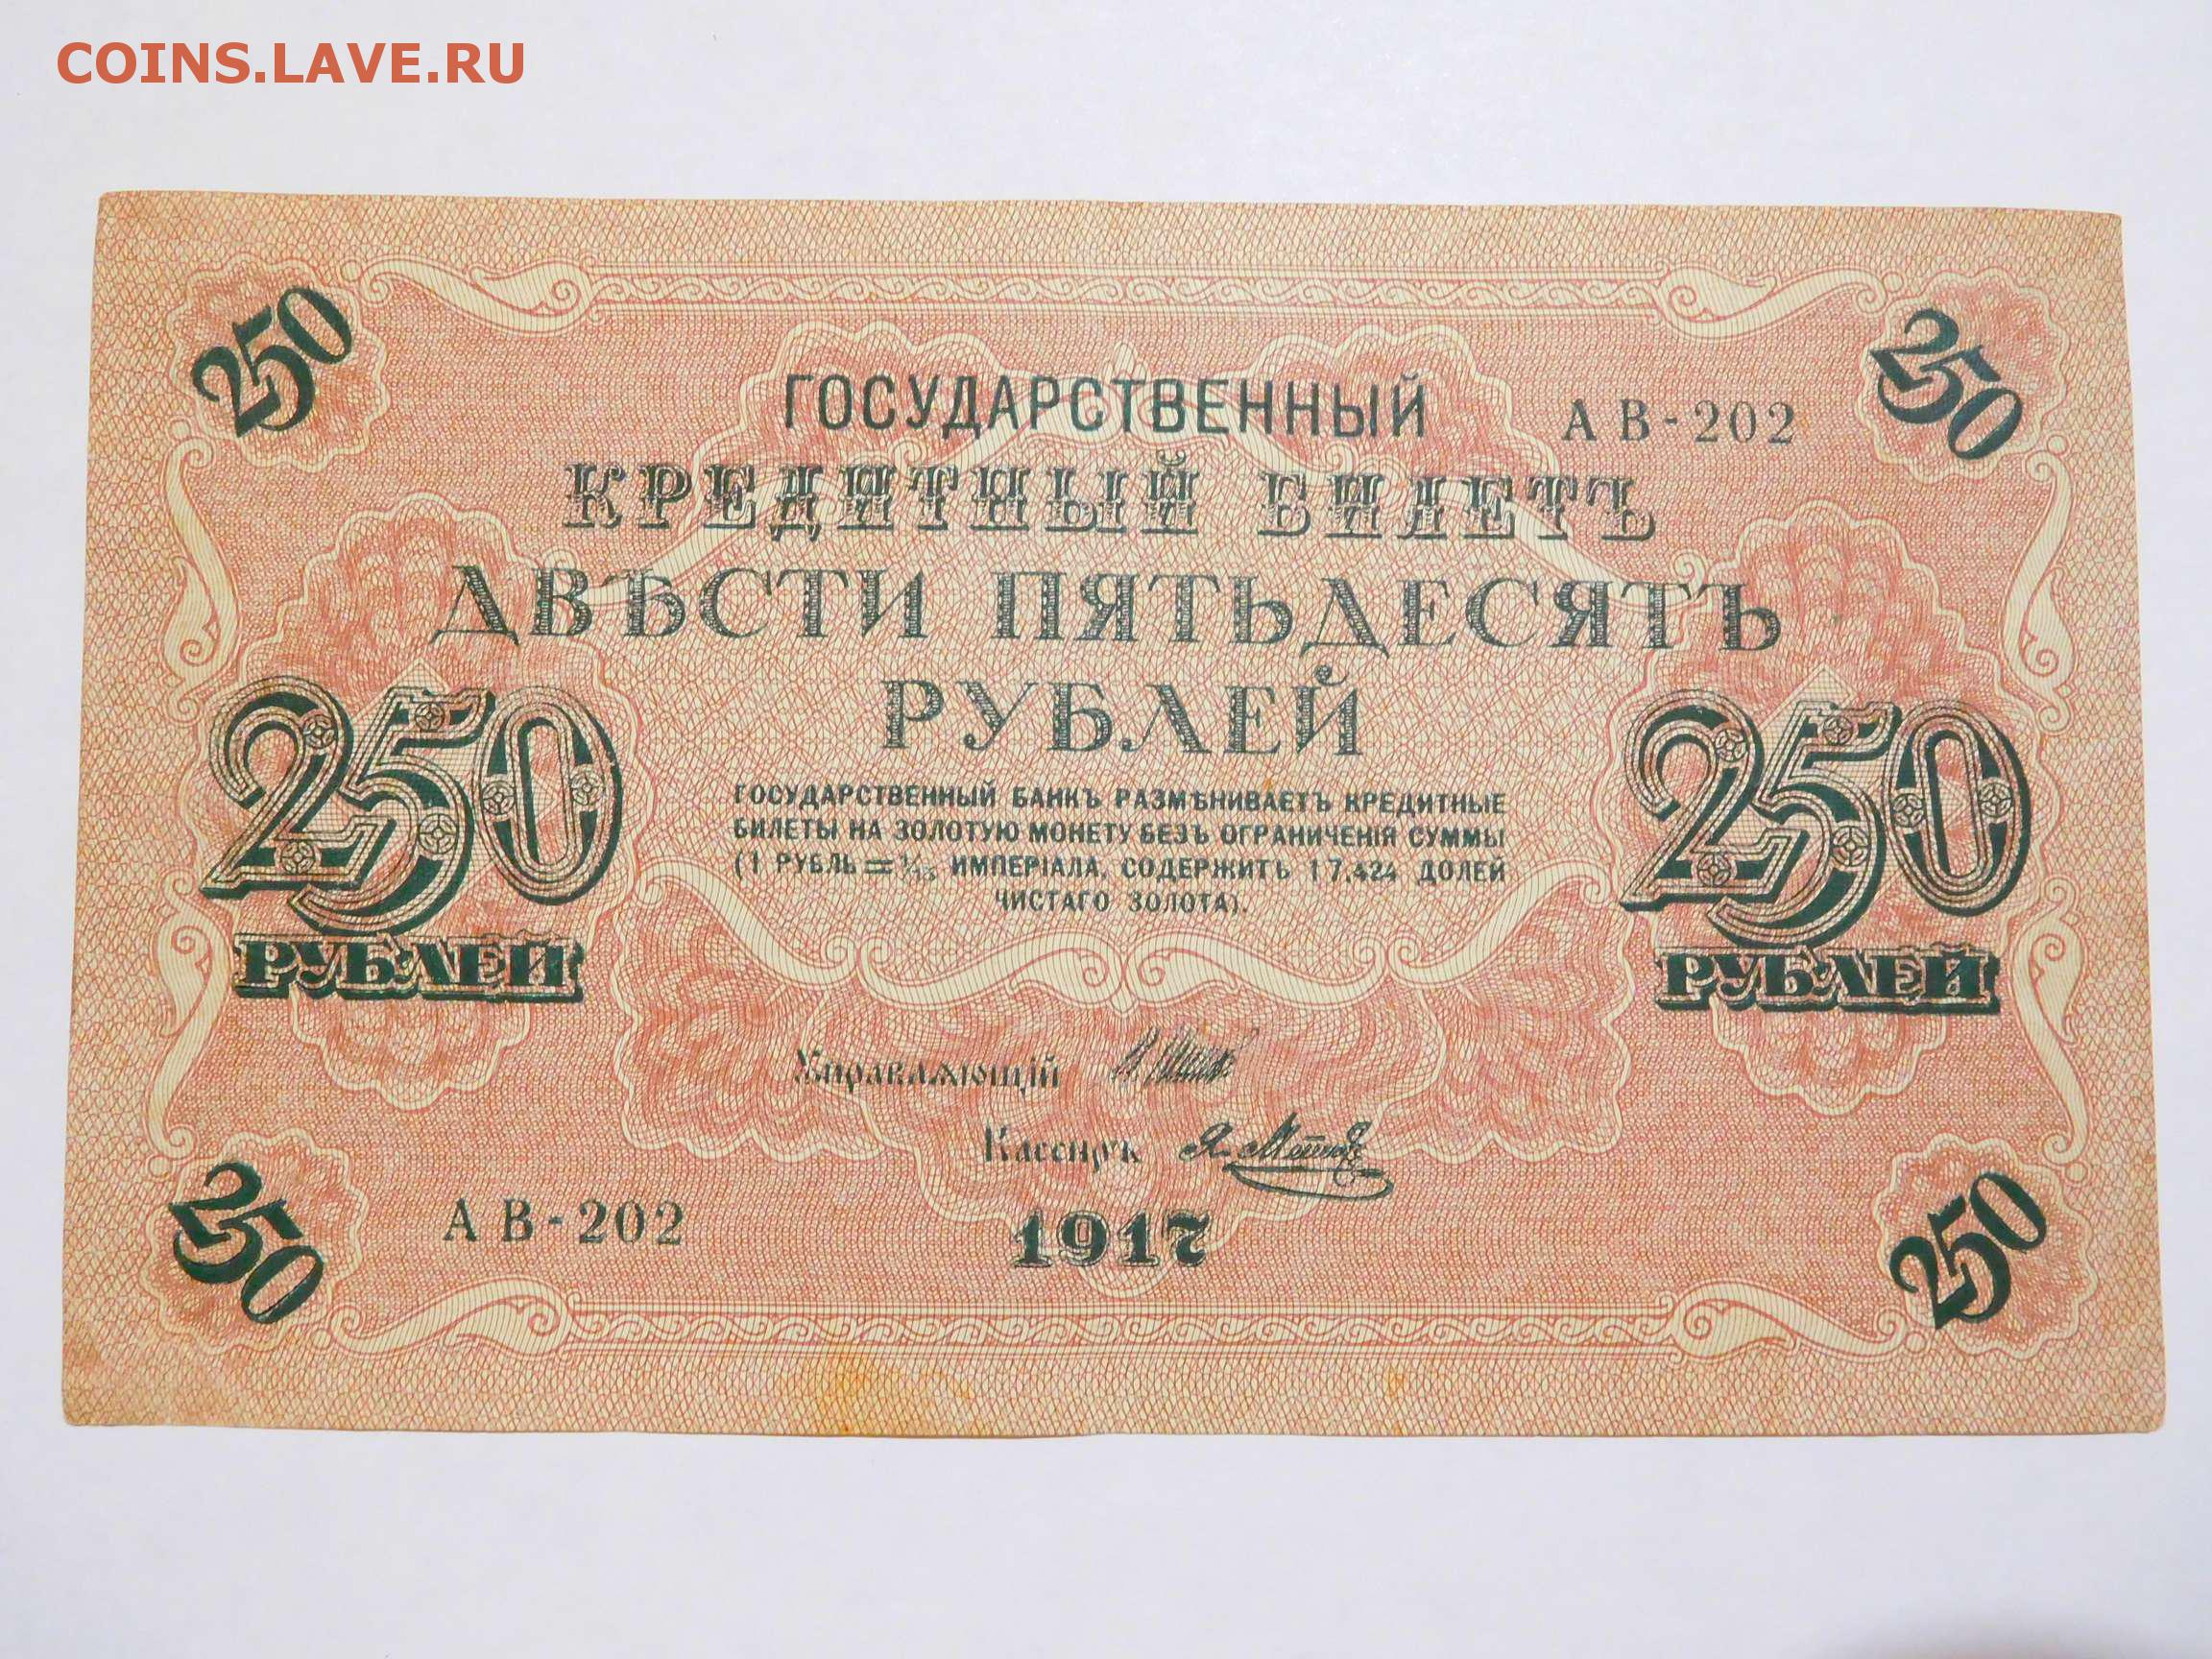 COINS.LAVE.RU
250
250
ГОСУДАРСТВЕННЫЙ
АВ-202
КРЕДИТНЫЙ БИЛЕТЪ
ДВѢСТИ ПЯТЬДЕСЯТЪ
РУБЛЕЙ
250
РУБЛЕЙ
250
РУБЛЕЙ
ГОСУДАРСТВЕННЫЙ БАНКЪ РАЗМѢНИВАЕТЪ КРЕДИТНЫЕ
БИЛЕТЫ НА ЗОЛОТУЮ МОНЕТУ БЕЗЪ ОГРАНИЧЕНІЯ СУММЫ
(1 РУБЛЬ = 1/15 ИМПЕРІАЛА, СОДЕРЖИТЪ 17,424 ДОЛЕЙ
ЧИСТАГО ЗОЛОТА).
Управляющій
Кассиръ
АВ-202
1917
250
250